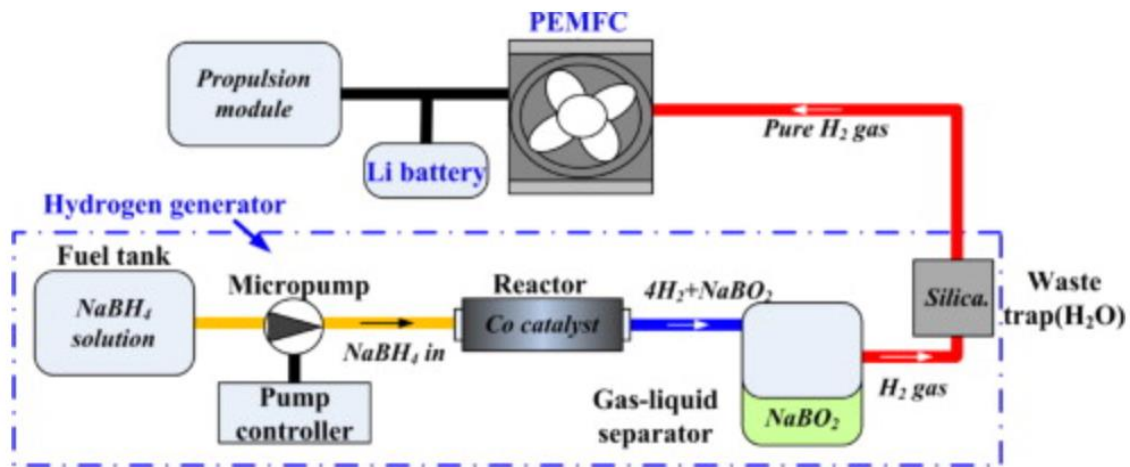 PEMFC
Propulsion
module
Pure H₂ gas
Li battery
Hydrogen generator
Fuel tank
NaBH₄
solution
Micropump
NaBH₄ in
Pump
controller
Reactor
Co catalyst
4H₂+NaBO₂
Gas-liquid
separator
NaBO₂
H₂ gas
Silica.
Waste
trap(H₂O)